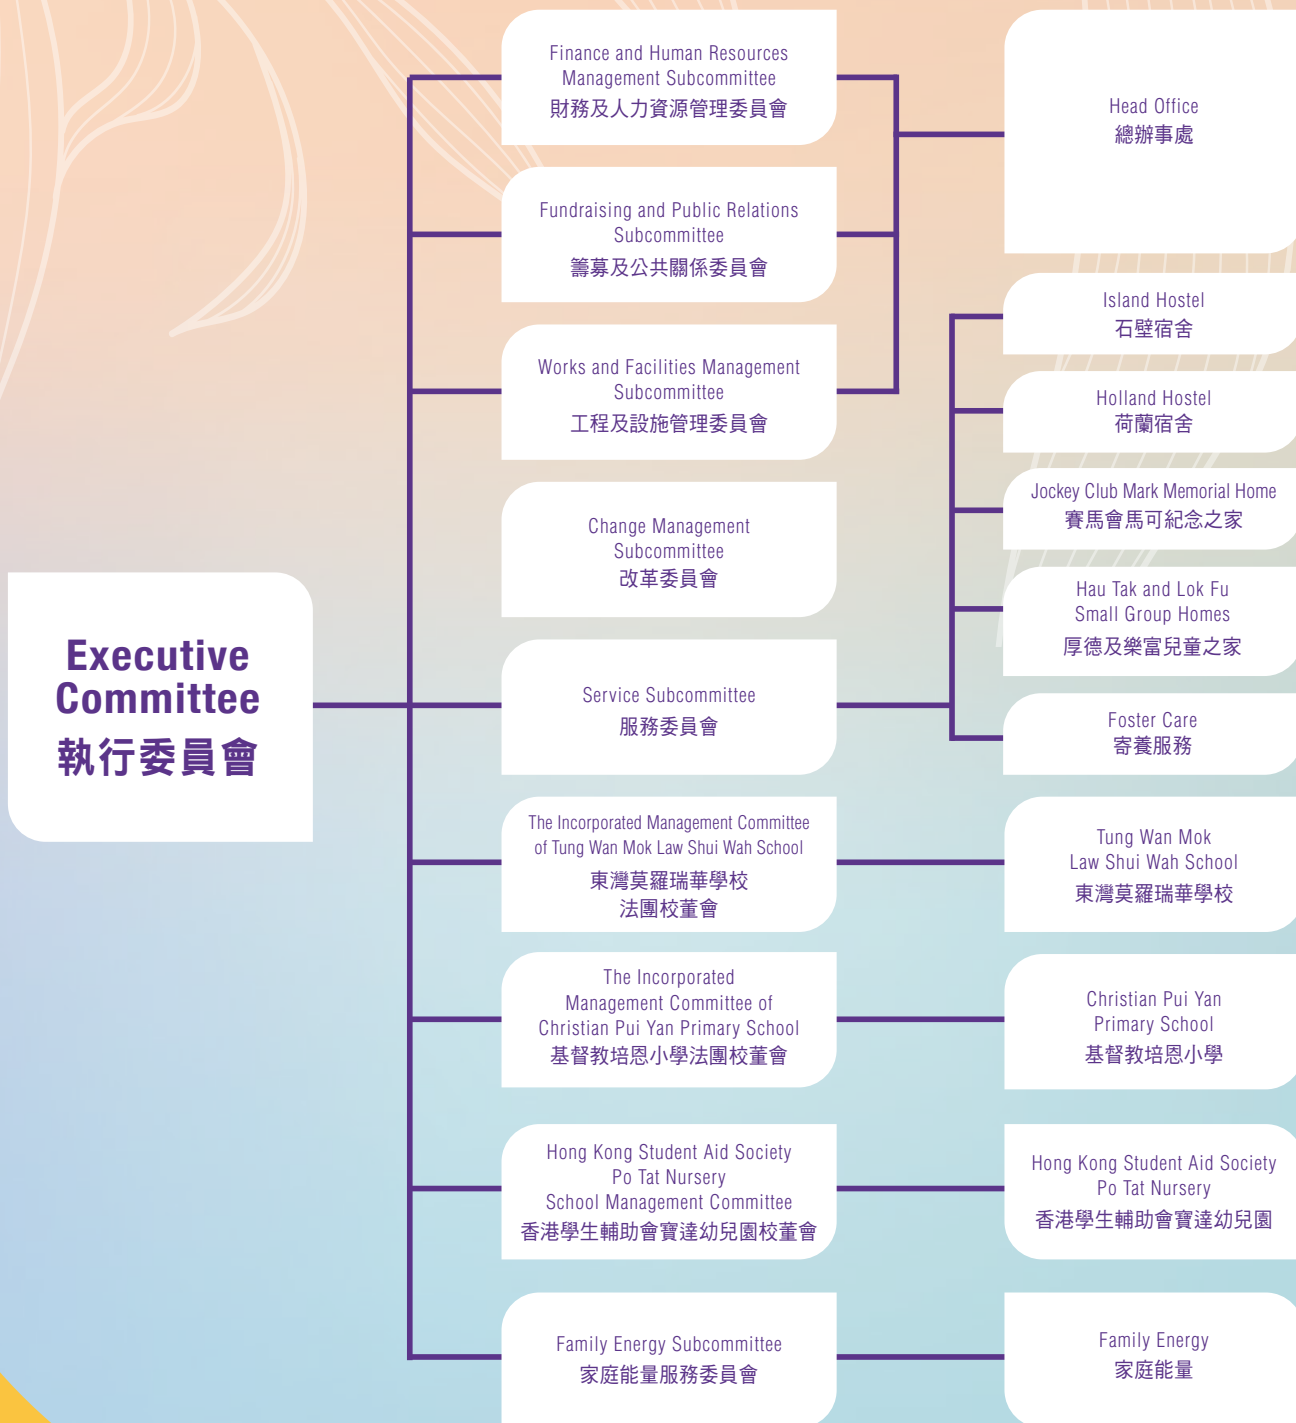 Executive
Committee
執行委員會
Finance and Human Resources
Management Subcommittee
財務及人力資源管理委員會
Fundraising and Public Relations
Subcommittee
籌募及公共關係委員會
Works and Facilities Management
Subcommittee
工程及設施管理委員會
Change Management
Subcommittee
改革委員會
Service Subcommittee
服務委員會
The Incorporated Management Committee
of Tung Wan Mok Law Shui Wah School
東灣莫羅瑞華學校
法團校董會
The Incorporated
Management Committee of
Christian Pui Yan Primary School
基督教培恩小學法團校董會
Hong Kong Student Aid Society
Po Tat Nursery
School Management Committee
香港學生輔助會寶達幼兒園校董會
Family Energy Subcommittee
家庭能量服務委員會
Head Office
總辦事處
Island Hostel
石壁宿舍
Holland Hostel
荷蘭宿舍
Jockey Club Mark Memorial Home
賽馬會馬可紀念之家
Hau Tak and Lok Fu
Small Group Homes
厚德及樂富兒童之家
Foster Care
寄養服務
Tung Wan Mok
Law Shui Wah School
東灣莫羅瑞華學校
Christian Pui Yan
Primary School
基督教培恩小學
Hong Kong Student Aid Society
Po Tat Nursery
香港學生輔助會寶達幼兒園
Family Energy
家庭能量